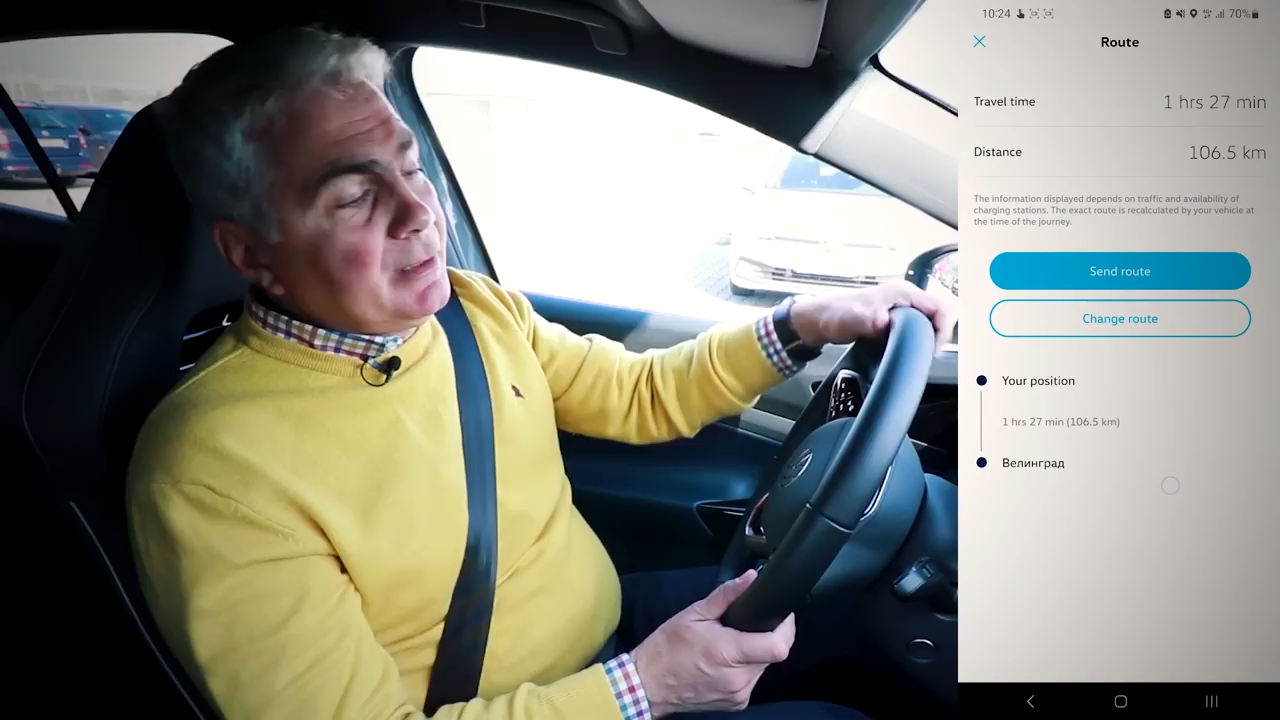 10:24
70%
Route
Travel time
1 hrs 27 min
Distance
106.5 km
The information displayed depends on traffic and availability of
charging stations. The exact route is recalculated by your vehicle at
the time of the journey.
Send route
Change route
Your position
1 hrs 27 min (106.5 km)
Велинград